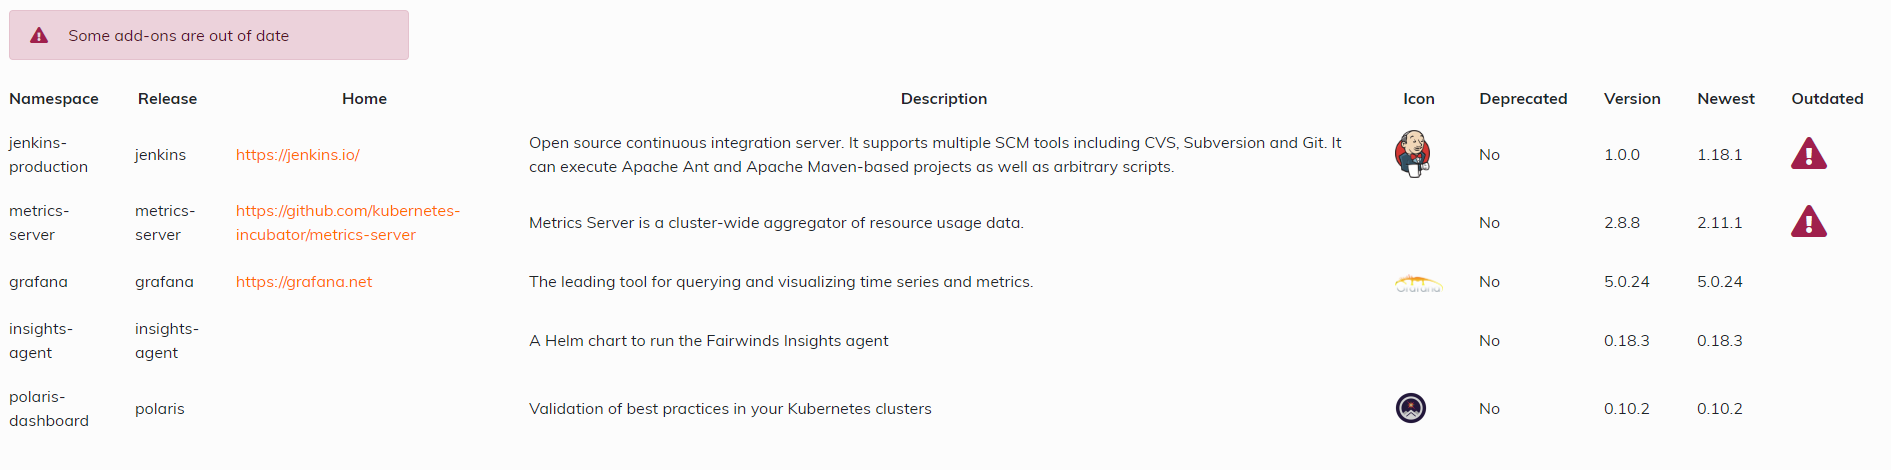 Some add-ons are out of date
Namespace Release Home Description Icon Deprecated Version Newest Outdated
jenkins-
production jenkins https://jenkins.io/ Open source continuous integration server. It supports multiple SCM tools including CVS, Subversion and Git. It
can execute Apache Ant and Apache Maven-based projects as well as arbitrary scripts. No 1.0.0 1.18.1
metrics- metrics- https://github.com/kubernetes-
server server incubator/metrics-server Metrics Server is a cluster-wide aggregator of resource usage data. No 2.8.8 2.11.1
grafana grafana https://grafana.net The leading tool for querying and visualizing time series and metrics. Grafana No 5.0.24 5.0.24
insights- insights-
agent agent A Helm chart to run the Fairwinds Insights agent No 0.18.3 0.18.3
polaris-
dashboard polaris Validation of best practices in your Kubernetes clusters No 0.10.2 0.10.2